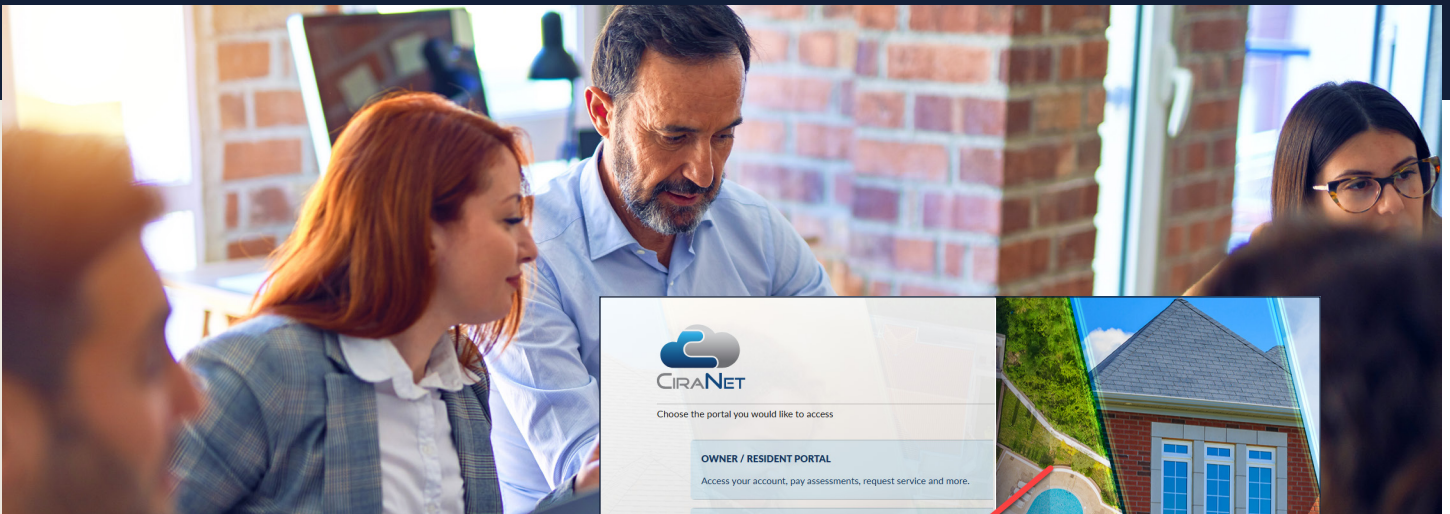 CIRANET
Choose the portal you would like to access
OWNER / RESIDENT PORTAL
Access your account, pay assessments, request service and more.